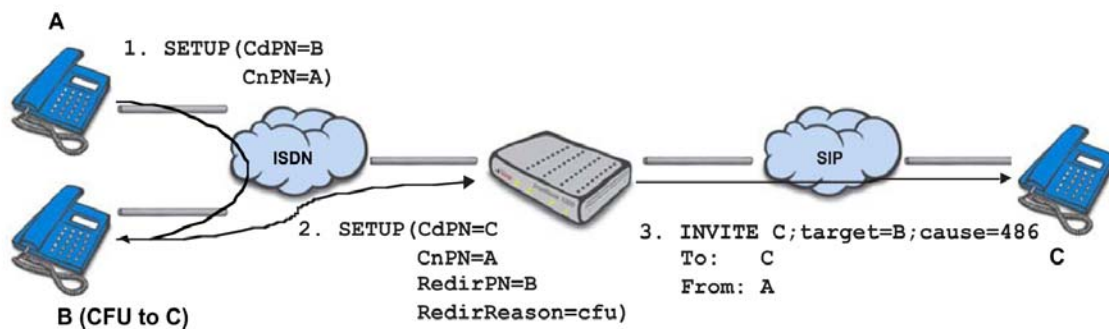 A
1. SETUP(CdPN=B
CnPN=A)
ISDN
SIP
2. SETUP(CdPN=C
CnPN=A
RedirPN=B
RedirReason=cfu)
3. INVITE C;target=B;cause=486
To: C
From: A
C
B (CFU to C)